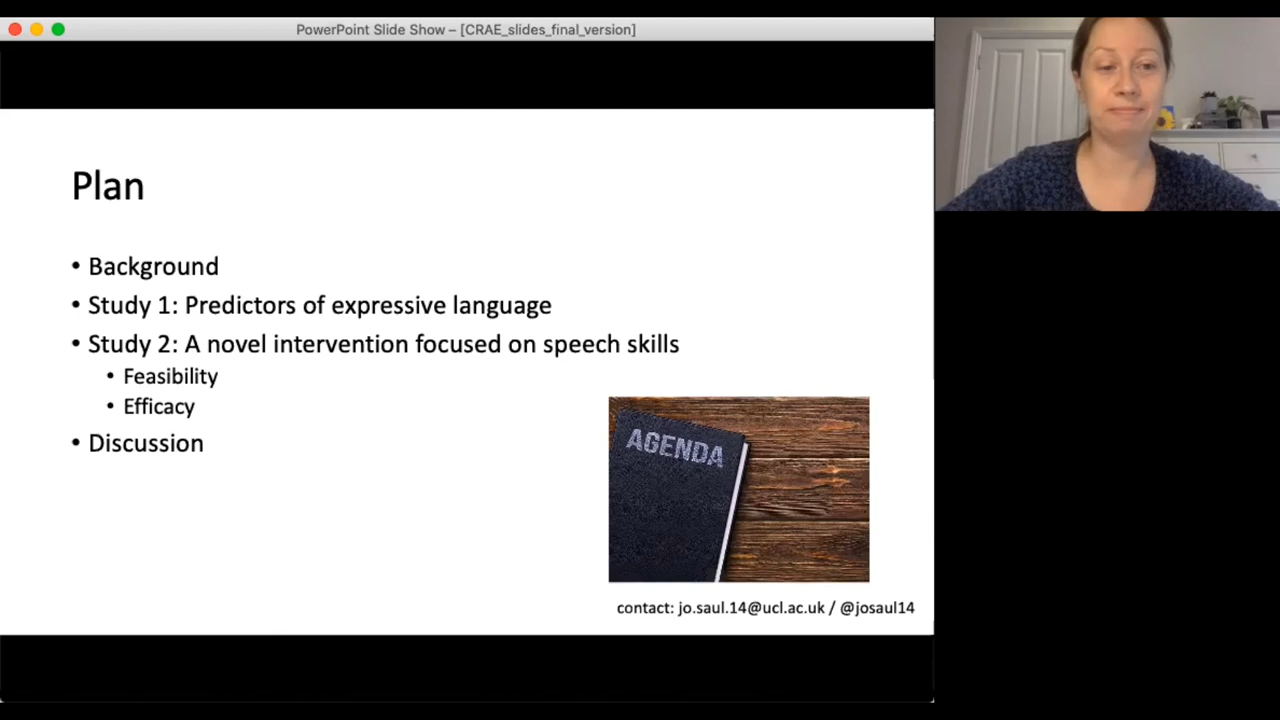 PowerPoint Slide Show – [CRAE_slides_final_version]
Plan
• Background
• Study 1: Predictors of expressive language
• Study 2: A novel intervention focused on speech skills
• Feasibility
• Efficacy
• Discussion
AGENDA
contact: jo.saul.14@ucl.ac.uk / @josaul14